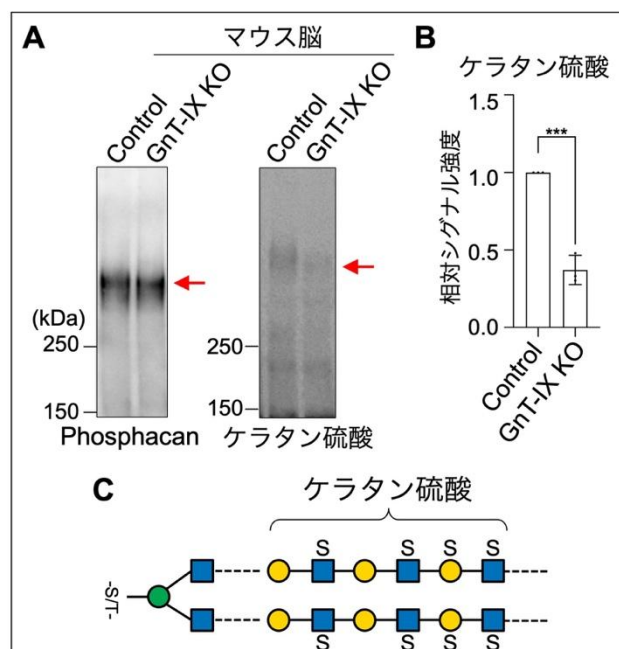 A
マウス脳
Control
GnT-IX KO
Control
GnT-IX KO
(kDa)
250
150
250
150
Phosphacan
ケラタン硫酸
B
ケラタン硫酸
相対シグナル強度
1.5
1.0
0.5
0.0
***
Control
GnT-IX KO
C
ケラタン硫酸
-S/T-
S S S S
S S S S